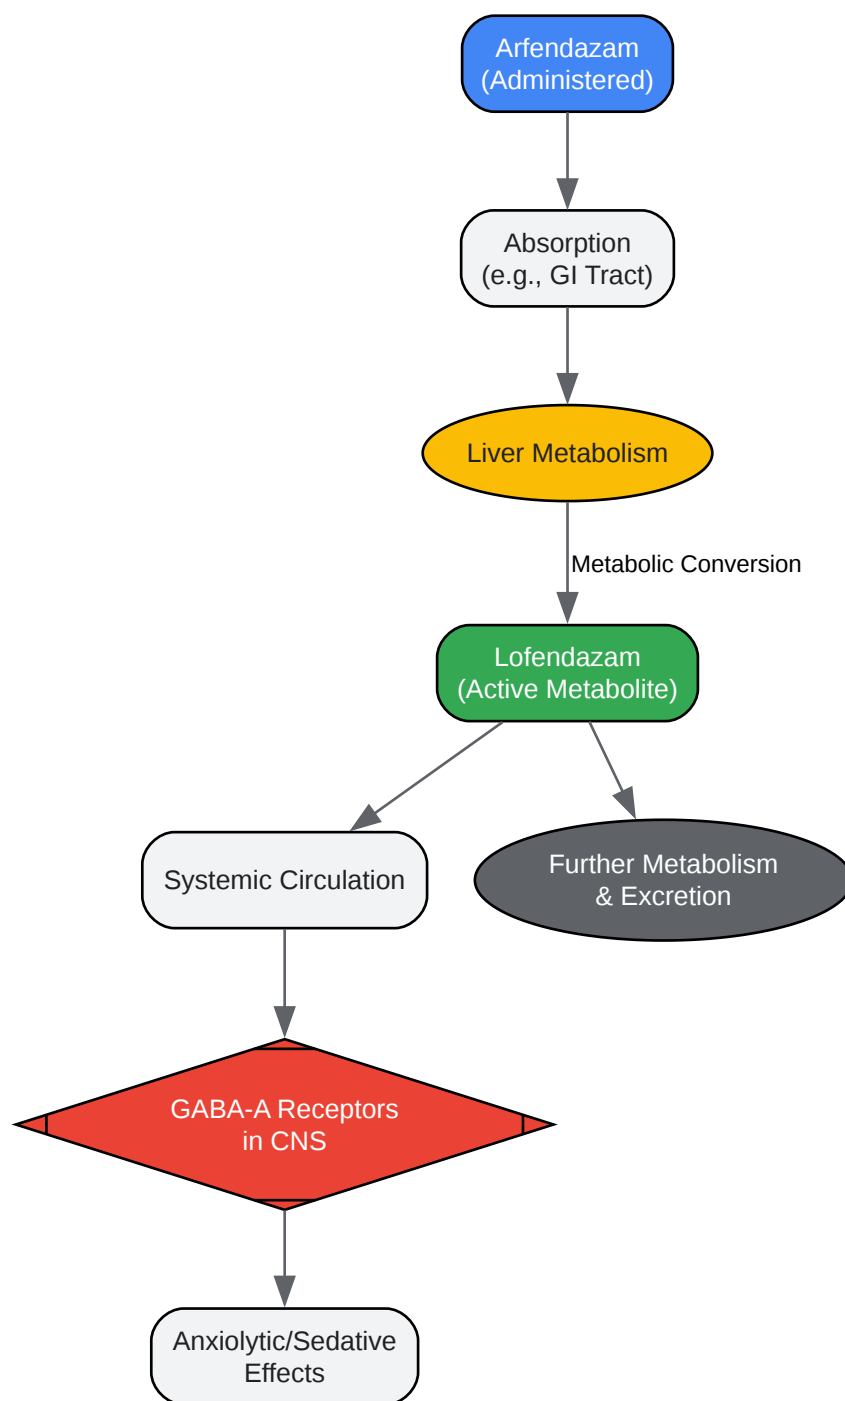 Arfendazam
(Administered)
Absorption
(e.g., GI Tract)
Liver Metabolism
Metabolic Conversion
Lofendazam
(Active Metabolite)
Systemic Circulation
Further Metabolism
& Excretion
GABA-A Receptors
in CNS
Anxiolytic/Sedative
Effects